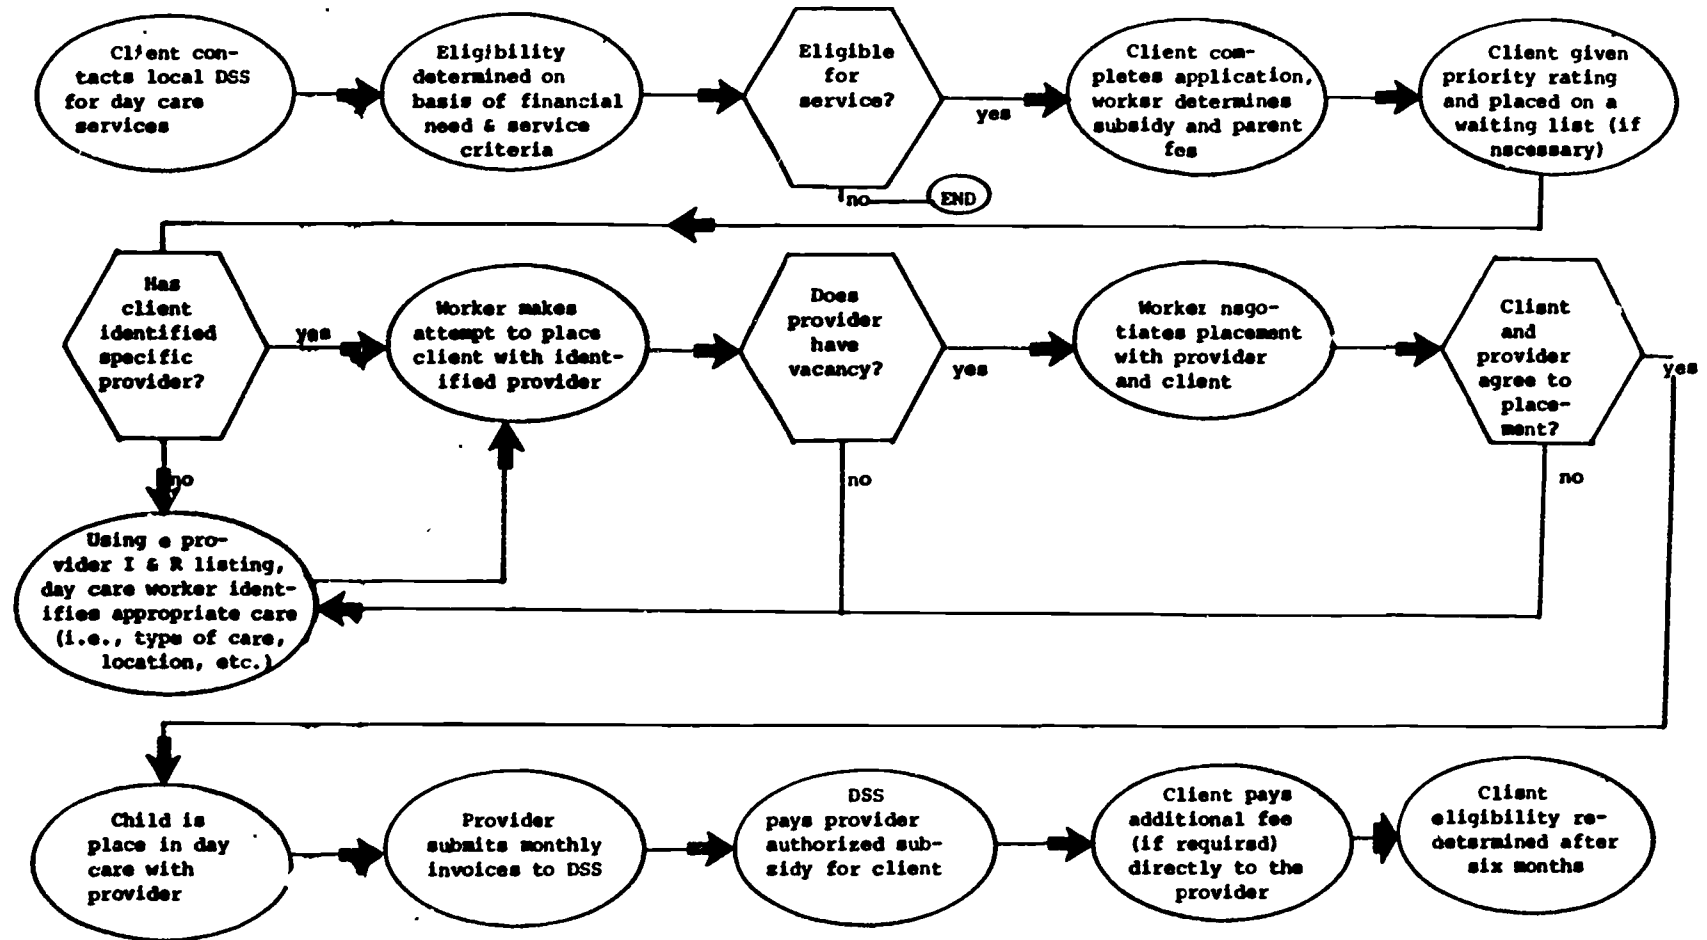 Client con-
tacts local DSS
for day care
services
Eligibility
determined on
basis of financial
need & service
criteria
Eligible
for
service?
yes
no
END
Client com-
pletes application,
worker determines
subsidy and parent
fes
Client given
priority rating
and placed on a
waiting list (if
nscessary)
Has
client
identified
specific
provider?
yes
no
Worker makes
attempt to place
client with ident-
ified provider
Does
provider
have
vacancy?
yes
no
Worker nsgo-
tiates placement
with provider
and client
Clisnt
and
provider
agree to
place-
ment?
yes
no
Using e pro-
vider I & R listing,
day care worker ident-
ifies appropriate care
(i.e., type of care,
location, etc.)
Child is
place in day
care with
provider
Provider
submits monthly
invoices to DSS
DSS
pays provider
authorized sub-
sidy for client
Client pays
additional fee
(if requirsd)
directly to the
provider
Clisnt
eligibility re-
determined after
six months